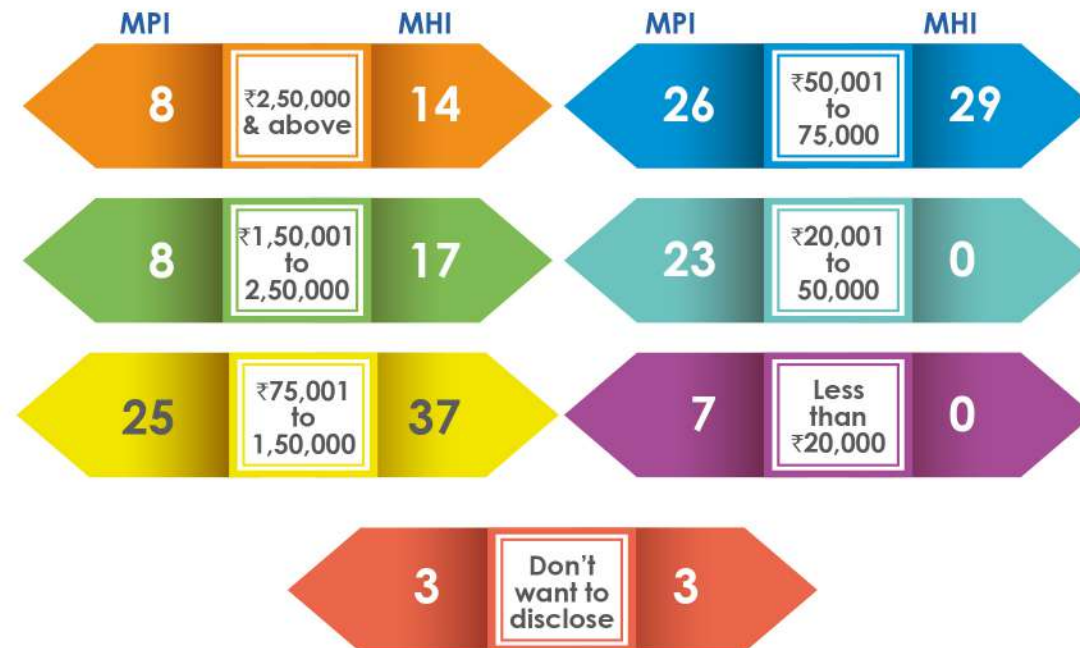 MPI MHI MPI MHI
8 ₹2,50,000 14
& above
26 ₹50,001 29
to
75,000
8 ₹1,50,001 17
to
2,50,000
23 ₹20,001 0
to
50,000
25 ₹75,001 37
to
1,50,000
7 Less 0
than
₹20,000
3 Don't 3
want to
disclose